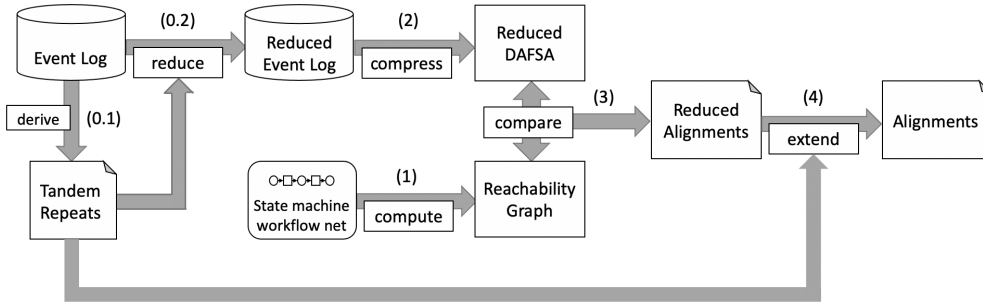 Event Log
(0.2)
reduce
Reduced
Event Log
(2)
compress
Reduced
DAFSA
derive
(0.1)
compare
(3)
Reduced
Alignments
(4)
extend
Alignments
Tandem
Repeats
State machine
workflow net
(1)
compute
Reachability
Graph